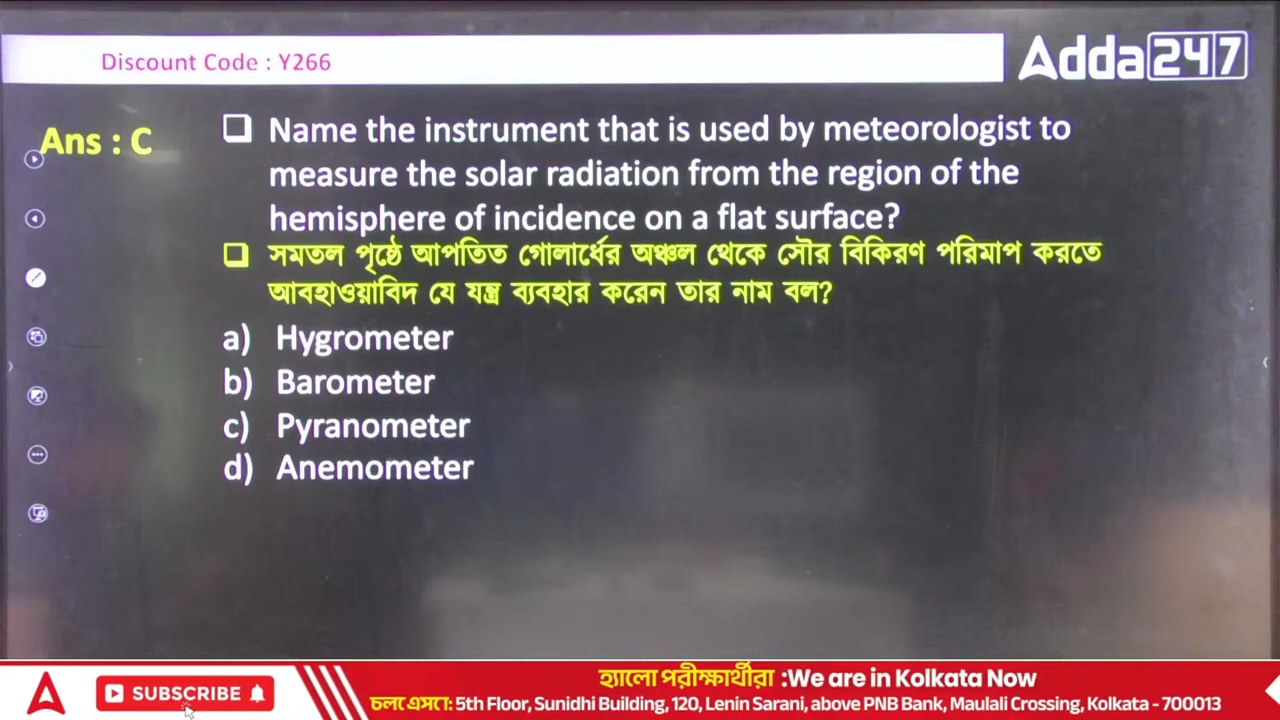 Discount Code : Y266
Adda247
Ans : C
Name the instrument that is used by meteorologist to
measure the solar radiation from the region of the
hemisphere of incidence on a flat surface?
সমতল পৃষ্ঠে আপতিত গোলার্ধের অঞ্চল থেকে সৌর বিকিরণ পরিমাপ করতে
আবহাওয়াবিদ যে যন্ত্র ব্যবহার করেন তার নাম বল?
a) Hygrometer
b) Barometer
c) Pyranometer
d) Anemometer
SUBSCRIBE
হ্যালো পরীক্ষার্থীরা :We are in Kolkata Now
চলে এসো: 5th Floor, Sunidhi Building, 120, Lenin Sarani, above PNB Bank, Maulali Crossing, Kolkata - 700013